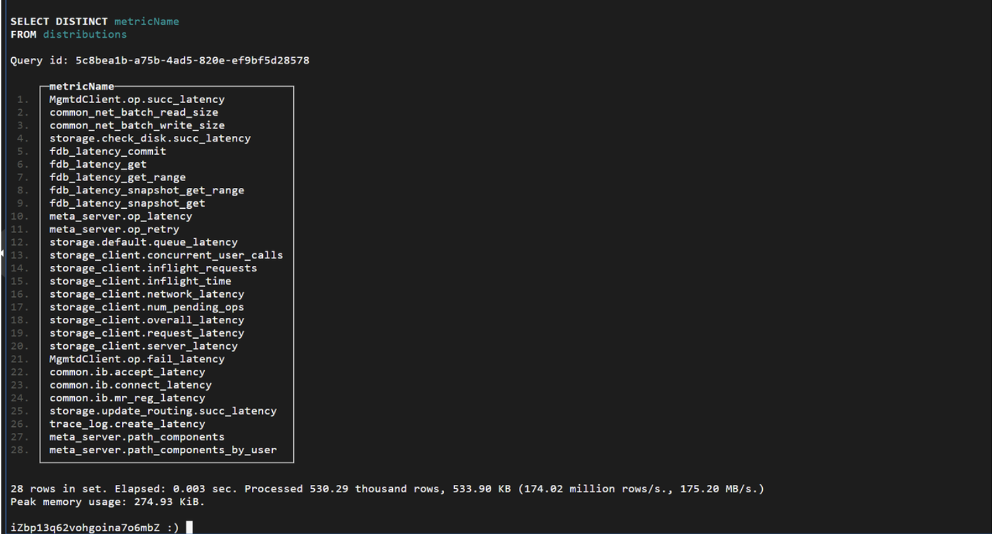 SELECT DISTINCT metricName
FROM distributions
Query id: 5c8bea1b-a75b-4ad5-820e-ef9bf5d28578
metricName
1. MgmtdClient.op.succ_latency
2. common_net_batch_read_size
3. common_net_batch_write_size
4. storage.check_disk.succ_latency
5. fdb_latency_commit
6. fdb_latency_get
7. fdb_latency_get_range
8. fdb_latency_snapshot_get_range
9. fdb_latency_snapshot_get
10. meta_server.op_latency
11. meta_server.op_retry
12. storage.default.queue_latency
13. storage_client.concurrent_user_calls
14. storage_client.inflight_requests
15. storage_client.inflight_time
16. storage_client.network_latency
17. storage_client.num_pending_ops
18. storage_client.overall_latency
19. storage_client.request_latency
20. storage_client.server_latency
21. MgmtdClient.op.fail_latency
22. common.ib.accept_latency
23. common.ib.connect_latency
24. common.ib.mr_reg_latency
25. storage.update_routing.succ_latency
26. trace_log.create_latency
27. meta_server.path_components
28. meta_server.path_components_by_user
28 rows in set. Elapsed: 0.003 sec. Processed 530.29 thousand rows, 533.90 KB (174.02 million rows/s., 175.20 MB/s.)
Peak memory usage: 274.93 KiB.
iZbp13q62vohgoina7o6mbZ :)